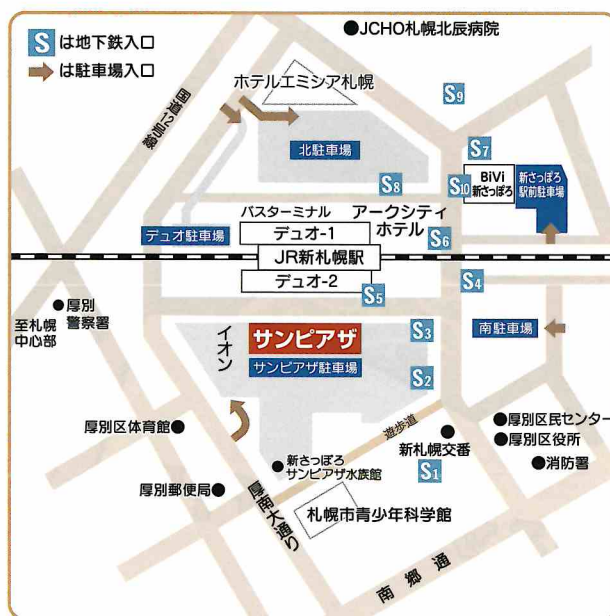 ●JCHO札幌北辰病院
S は地下鉄入口
は駐車場入口
ホテルエミシア札幌
国道12号線
S9
北駐車場
S7
S8
S10
BiVi
新さっぽろ
新さっぽろ
駅前駐車場
バスターミナル
アークシティ
ホテル
デュオ駐車場
デュオ-1
S6
JR新札幌駅
デュオ-2
S5
S4
●厚別
警察署
至札幌
中心部
イオン
サンピアザ
サンピアザ駐車場
S3
S2
南駐車場
遊歩道
厚別区体育館●
新札幌交番
●厚別区民センター
●厚別区役所
●消防署
S1
●新さっぽろ
サンピアザ水族館
厚別郵便局●
厚南大通り
札幌市青少年科学館
南郷通